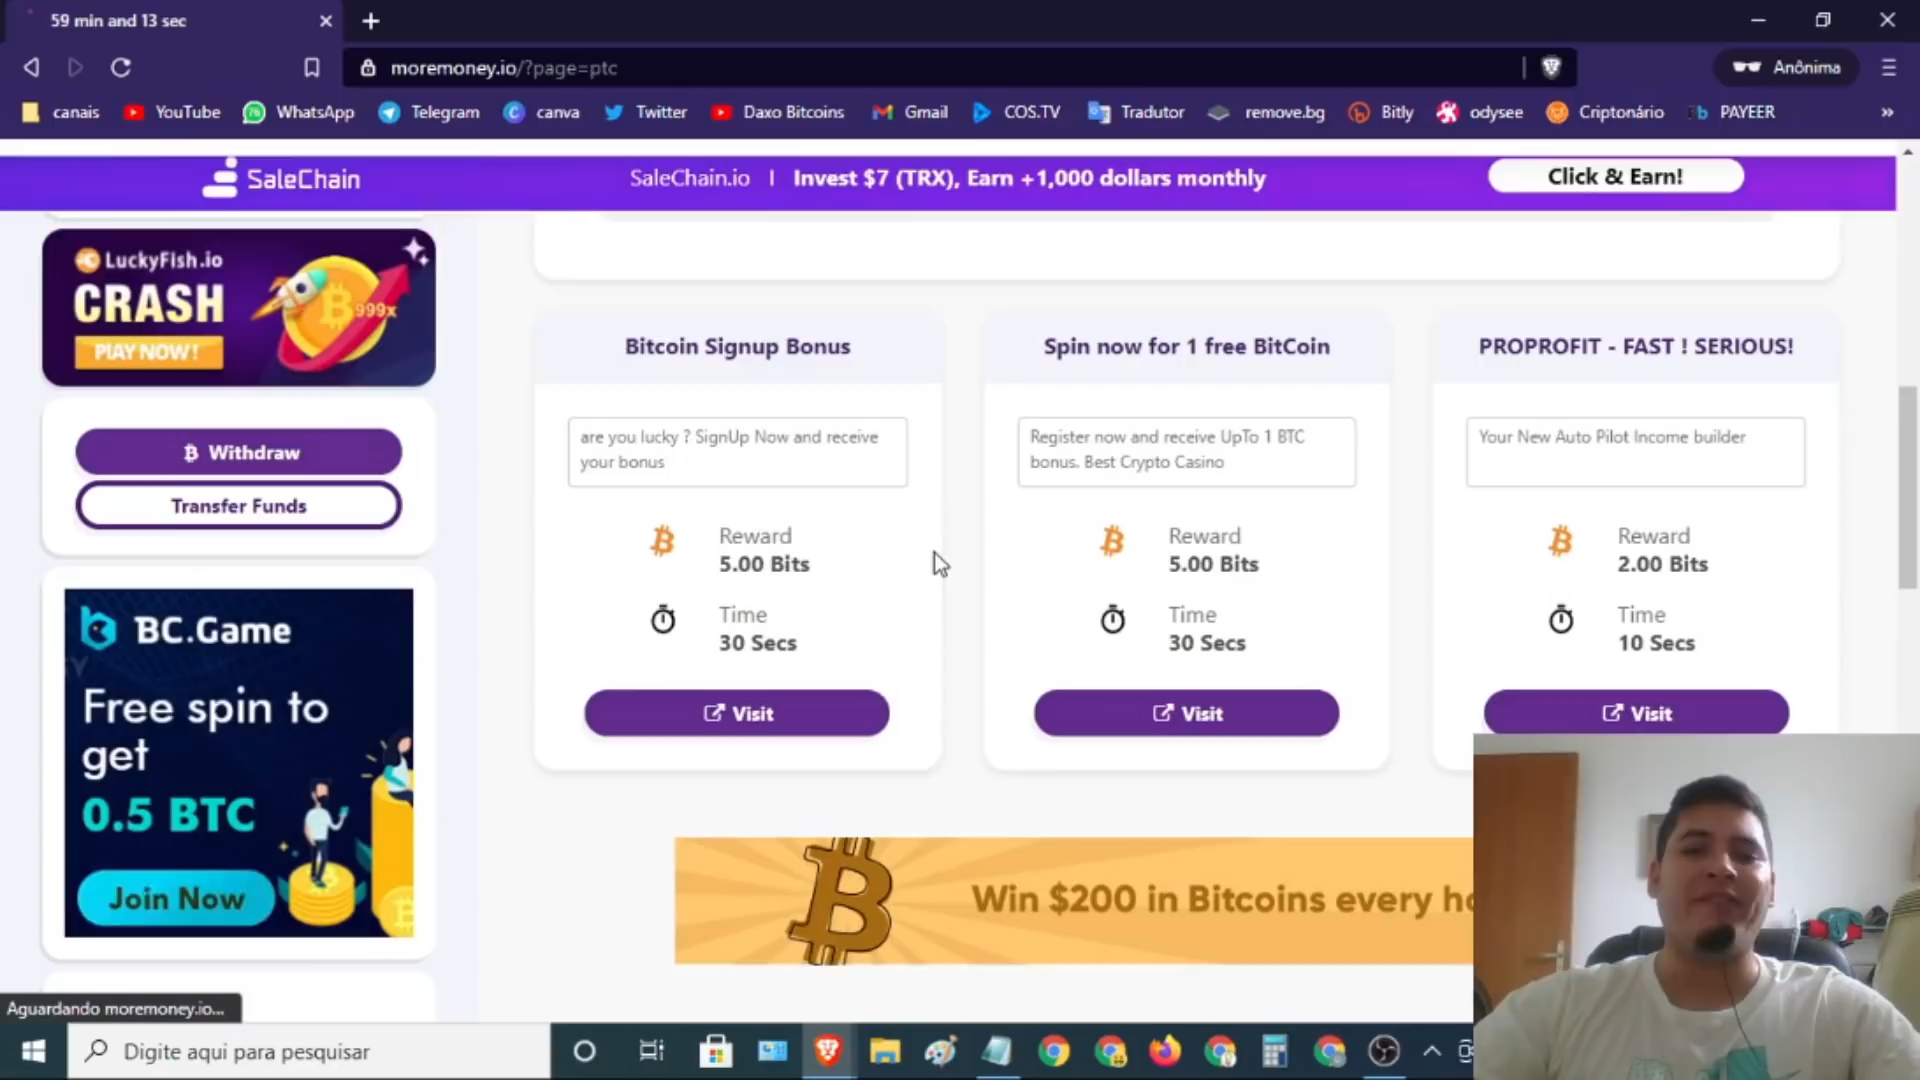 59 min and 13 sec
moremoney.io/?page=ptc
Anônima
canais
YouTube
WhatsApp
Telegram
canva
Twitter
Daxo Bitcoins
Gmail
COS.TV
Tradutor
remove.bg
Bitly
odysee
Criptonário
PAYEER
SaleChain
SaleChain.io | Invest $7 (TRX), Earn +1,000 dollars monthly
Click & Earn!
LuckyFish.io
CRASH
PLAY NOW!
999x
Withdraw
Transfer Funds
BC.Game
Free spin to
get
0.5 BTC
Join Now
Bitcoin Signup Bonus
are you lucky ? SignUp Now and receive
your bonus
Reward
5.00 Bits
Time
30 Secs
Visit
Spin now for 1 free BitCoin
Register now and receive UpTo 1 BTC
bonus. Best Crypto Casino
Reward
5.00 Bits
Time
30 Secs
Visit
PROPROFIT - FAST ! SERIOUS!
Your New Auto Pilot Income builder
Reward
2.00 Bits
Time
10 Secs
Visit
Win $200 in Bitcoins every
Aguardando moremoney.io...
Digite aqui para pesquisar